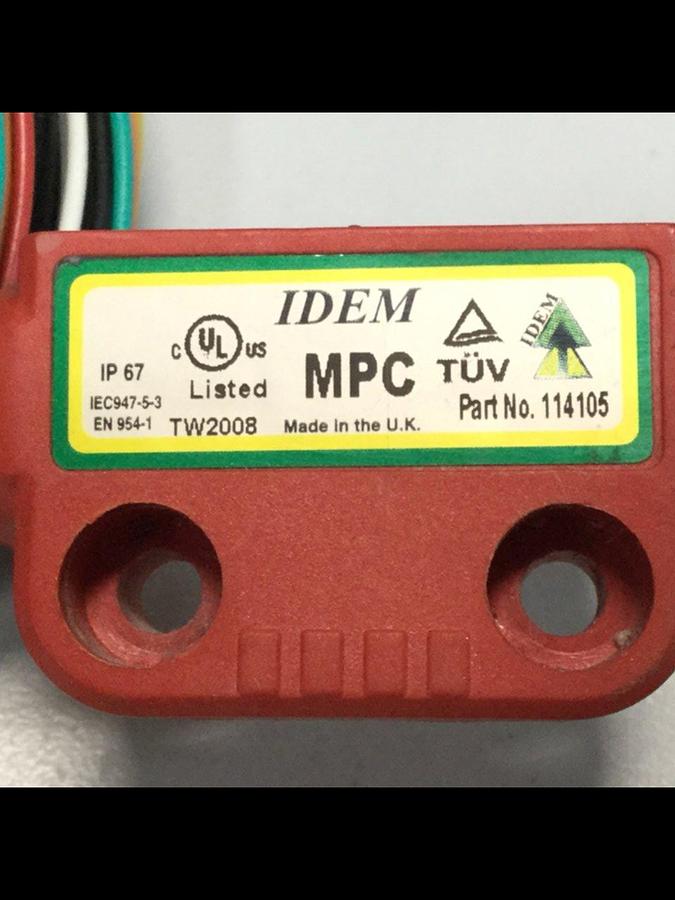 IDEM
IDEM
C UL US
Listed
MPC
TÜV
IP 67
IEC947-5-3
EN 954-1
TW2008
Made in the U.K.
Part No. 114105